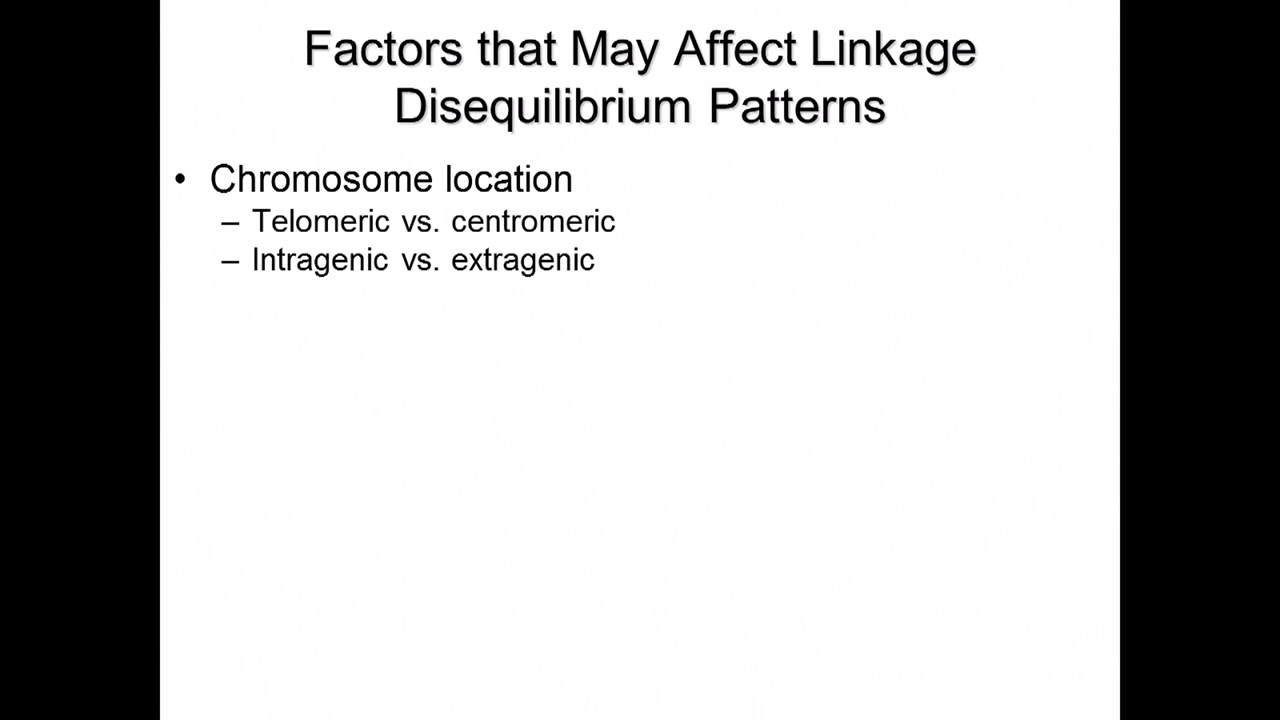 Factors that May Affect Linkage
Disequilibrium Patterns
• Chromosome location
– Telomeric vs. centromeric
– Intragenic vs. extragenic